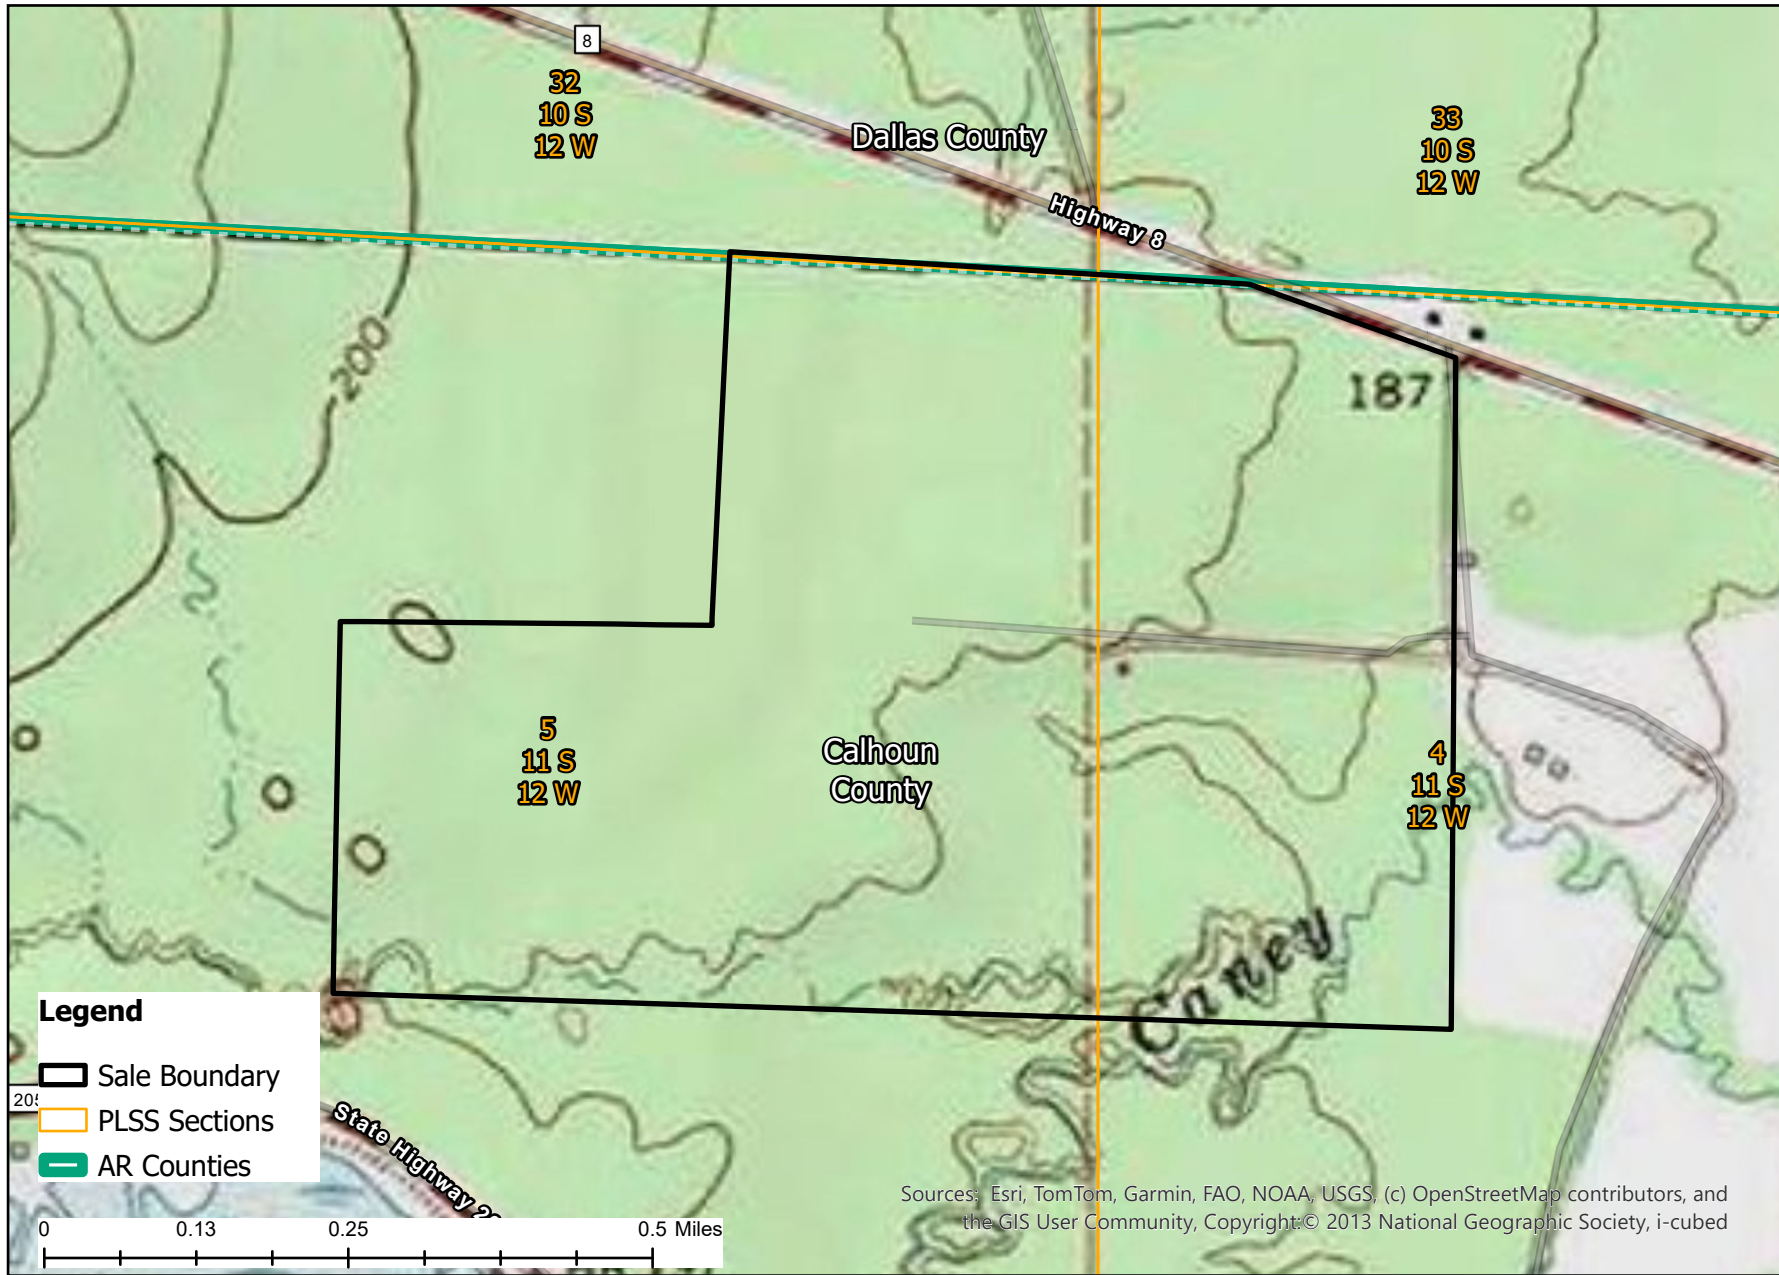 8
32
10 S
12 W
Dallas County
33
10 S
12 W
Highway 8
200
187
5
11 S
12 W
Calhoun
County
4
11 S
12 W
Caney
Legend
Sale Boundary
PLSS Sections
AR Counties
205
State Highway
0
0.13
0.25
0.5 Miles
Sources: Esri, TomTom, Garmin, FAO, NOAA, USGS, (c) OpenStreetMap contributors, and
the GIS User Community, Copyright:© 2013 National Geographic Society, i-cubed